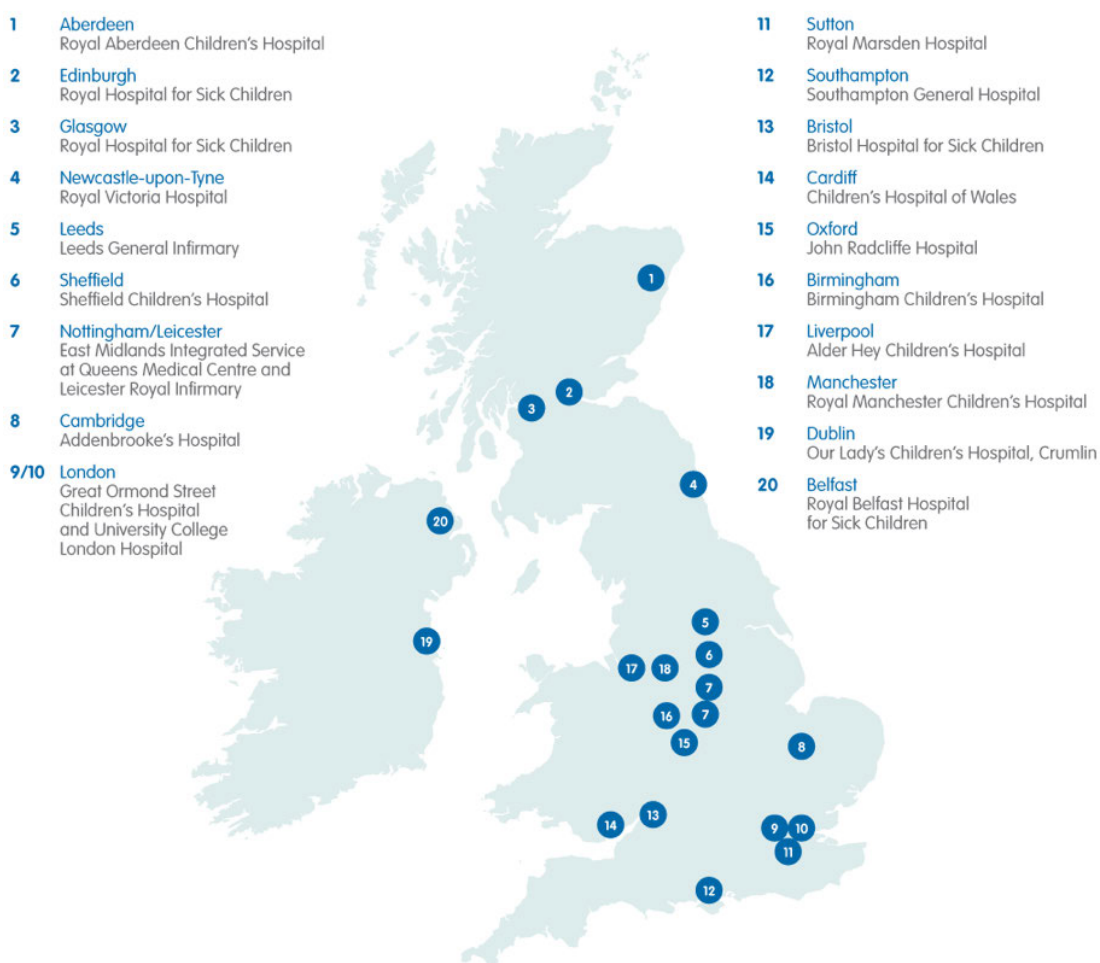 1 Aberdeen
Royal Aberdeen Children's Hospital
2 Edinburgh
Royal Hospital for Sick Children
3 Glasgow
Royal Hospital for Sick Children
4 Newcastle-upon-Tyne
Royal Victoria Hospital
5 Leeds
Leeds General Infirmary
6 Sheffield
Sheffield Children's Hospital
7 Nottingham/Leicester
East Midlands Integrated Service
at Queens Medical Centre and
Leicester Royal Infirmary
8 Cambridge
Addenbrooke's Hospital
9/10 London
Great Ormond Street
Children's Hospital
and University College
London Hospital
11 Sutton
Royal Marsden Hospital
12 Southampton
Southampton General Hospital
13 Bristol
Bristol Hospital for Sick Children
14 Cardiff
Children's Hospital of Wales
15 Oxford
John Radcliffe Hospital
16 Birmingham
Birmingham Children's Hospital
17 Liverpool
Alder Hey Children's Hospital
18 Manchester
Royal Manchester Children's Hospital
19 Dublin
Our Lady's Children's Hospital, Crumlin
20 Belfast
Royal Belfast Hospital
for Sick Children
1
2
3
4
20
5
19
6
17 18
7
16 7
15 8
13
14 9 10
11
12